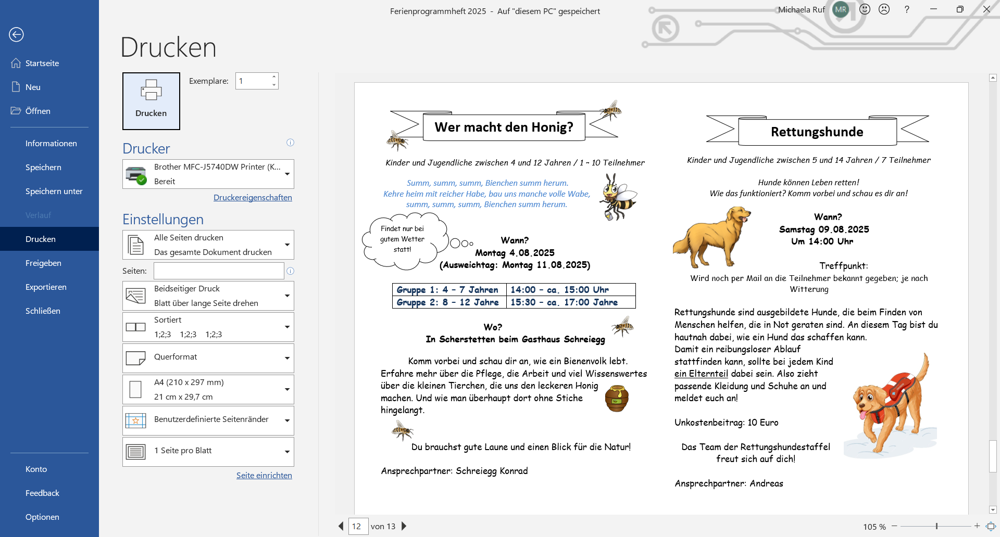 Ferienprogrammheft 2025 - Auf "diesem PC" gespeichert
Michaela Ruf
MR
?
Startseite
Neu
Öffnen
Informationen
Speichern
Speichern unter
Verlauf
Drucken
Freigeben
Exportieren
Schließen
Konto
Feedback
Optionen
Drucken
Drucken
Exemplare: 1
Drucker
Brother MFC-J5740DW Printer (K...
Bereit
Druckereigenschaften
Einstellungen
Alle Seiten drucken
Das gesamte Dokument drucken
Seiten:
Beidseitiger Druck
Blatt über lange Seite drehen
Sortiert
1;2;3 1;2;3 1;2;3
Querformat
A4 (210 x 297 mm)
21 cm x 29,7 cm
Benutzerdefinierte Seitenränder
1 Seite pro Blatt
Seite einrichten
Wer macht den Honig?
Kinder und Jugendliche zwischen 4 und 12 Jahren / 1 - 10 Teilnehmer
Summ, summ, summ, Bienchen summ herum.
Kehre heim mit reicher Habe, bau uns manche volle Wabe,
summ, summ, summ, Bienchen summ herum.
Findet nur bei
gutem Wetter
statt!
Wann?
Montag 4.08.2025
(Ausweichtag: Montag 11.08.2025)
Gruppe 1: 4 – 7 Jahren 14:00 – ca. 15:00 Uhr
Gruppe 2: 8 – 12 Jahre 15:30 – ca. 17:00 Jahre
Wo?
In Scherstetten beim Gasthaus Schreiegg
Komm vorbei und schau dir an, wie ein Bienenvolk lebt.
Erfahre mehr über die Pflege, die Arbeit und viel Wissenswertes
über die kleinen Tierchen, die uns den leckeren Honig
machen. Und wie man überhaupt dort ohne Stiche
hingelangt.
Du brauchst gute Laune und einen Blick für die Natur!
Ansprechpartner: Schreiegg Konrad
Rettungshunde
Kinder und Jugendliche zwischen 5 und 14 Jahren / 7 Teilnehmer
Hunde können Leben retten!
Wie das funktioniert? Komm vorbei und schau es dir an!
Wann?
Samstag 09.08.2025
Um 14:00 Uhr
Treffpunkt:
Wird noch per Mail an die Teilnehmer bekannt gegeben; je nach
Witterung
Rettungshunde sind ausgebildete Hunde, die beim Finden von
Menschen helfen, die in Not geraten sind. An diesem Tag bist du
hautnah dabei, wie ein Hund das schaffen kann.
Damit ein reibungsloser Ablauf
stattfinden kann, sollte bei jedem Kind
ein Elternteil dabei sein. Also zieht
passende Kleidung und Schuhe an und
meldet euch an!
Unkostenbeitrag: 10 Euro
Das Team der Rettungshundestaffel
freut sich auf dich!
Ansprechpartner: Andreas
12 von 13
105 %